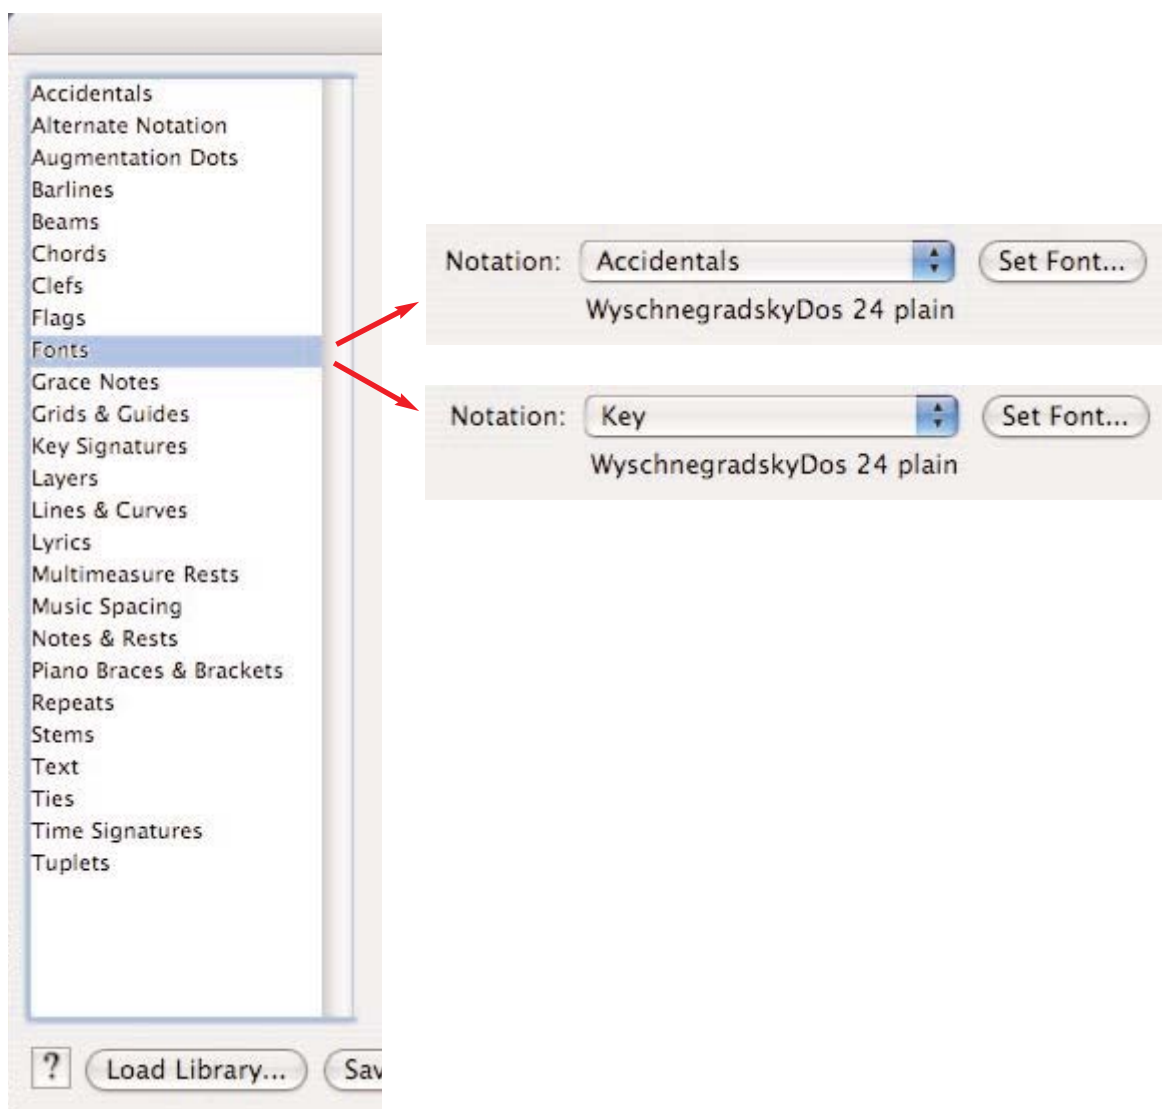 Accidentals
Alternate Notation
Augmentation Dots
Barlines
Beams
Chords
Clefs
Flags
Fonts
Grace Notes
Grids & Guides
Key Signatures
Layers
Lines & Curves
Lyrics
Multimeasure Rests
Music Spacing
Notes & Rests
Piano Braces & Brackets
Repeats
Stems
Text
Ties
Time Signatures
Tuplets
? Load Library... Sav
Notation: Accidentals Set Font...
WyschnegradskyDos 24 plain
Notation: Key Set Font...
WyschnegradskyDos 24 plain